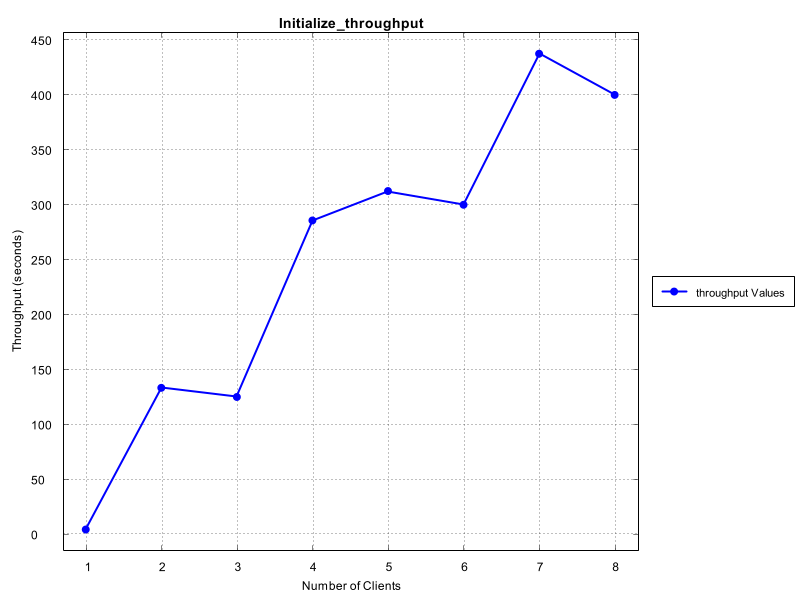 Initialize_throughput
450
400
350
300
250
200
150
100
50
0
Throughput (seconds)
1 2 3 4 5 6 7 8
Number of Clients
throughput Values